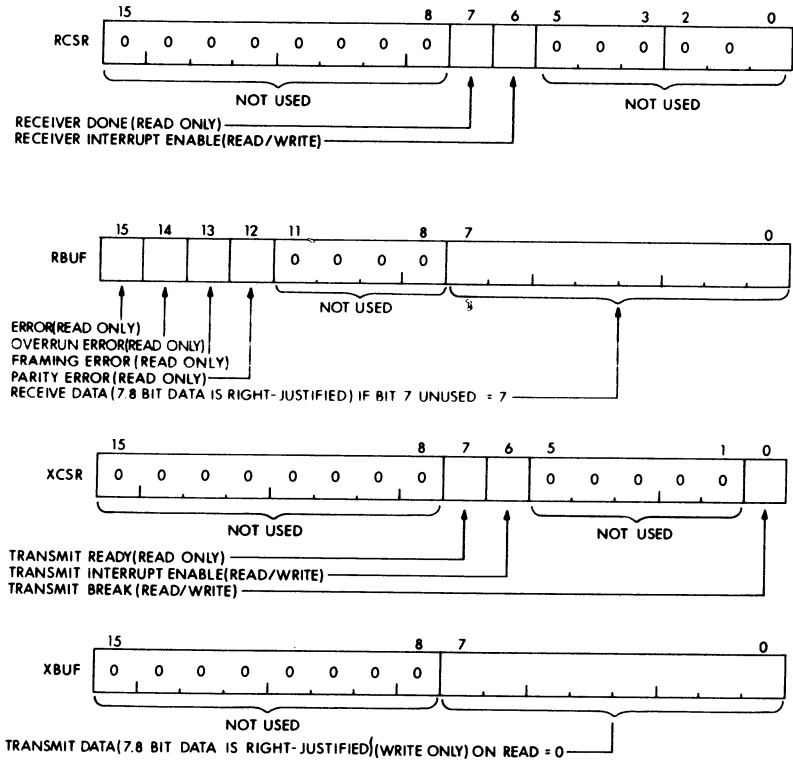 15 8 7 6 5 3 2 0
RCSR 0 0 0 0 0 0 0 0 0 0 0 0 0
NOT USED NOT USED
RECEIVER DONE(READ ONLY)
RECEIVER INTERRUPT ENABLE(READ/WRITE)
15 14 13 12 11 8 7 0
RBUF 0 0 0 0
NOT USED
ERROR(READ ONLY)
OVERRUN ERROR(READ ONLY)
FRAMING ERROR(READ ONLY)
PARITY ERROR(READ ONLY)
RECEIVE DATA(7.8 BIT DATA IS RIGHT-JUSTIFIED) IF BIT 7 UNUSED = 7
15 8 7 6 5 1 0
XCSR 0 0 0 0 0 0 0 0 0 0 0 0 0
NOT USED NOT USED
TRANSMIT READY(READ ONLY)
TRANSMIT INTERRUPT ENABLE(READ/WRITE)
TRANSMIT BREAK(READ/WRITE)
15 8 7 0
XBUF 0 0 0 0 0 0 0 0
NOT USED
TRANSMIT DATA(7.8 BIT DATA IS RIGHT-JUSTIFIED)(WRITE ONLY) ON READ = 0